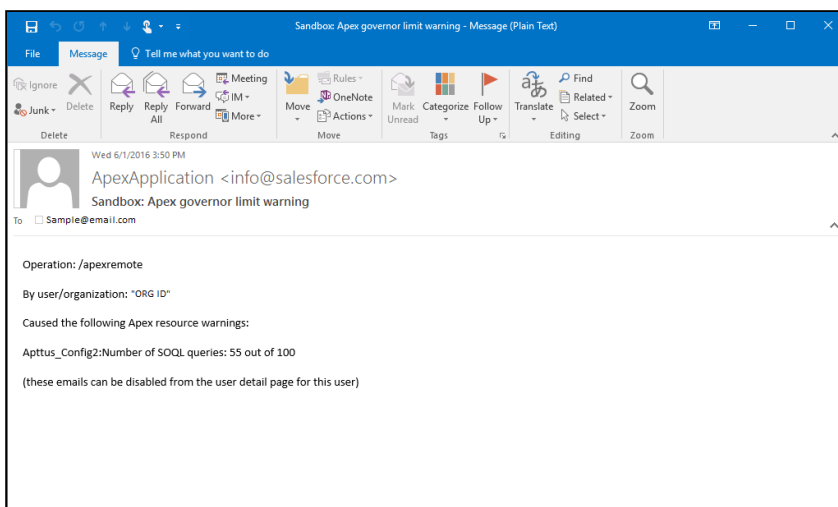 Sandbox: Apex governor limit warning - Message (Plain Text)
File Message Tell me what you want to do
Ignore
Junk
Delete
Reply
Reply All
Forward
Meeting
IM
More
Move
Rules
OneNote
Actions
Mark Unread
Categorize
Follow Up
Translate
Find
Related
Select
Zoom
Delete Respond Move Tags Editing Zoom
Wed 6/1/2016 3:50 PM
ApexApplication <info@salesforce.com>
Sandbox: Apex governor limit warning
To Sample@email.com
Operation: /apexremote
By user/organization: "ORG ID"
Caused the following Apex resource warnings:
Apttus_Config2:Number of SOQL queries: 55 out of 100
(these emails can be disabled from the user detail page for this user)